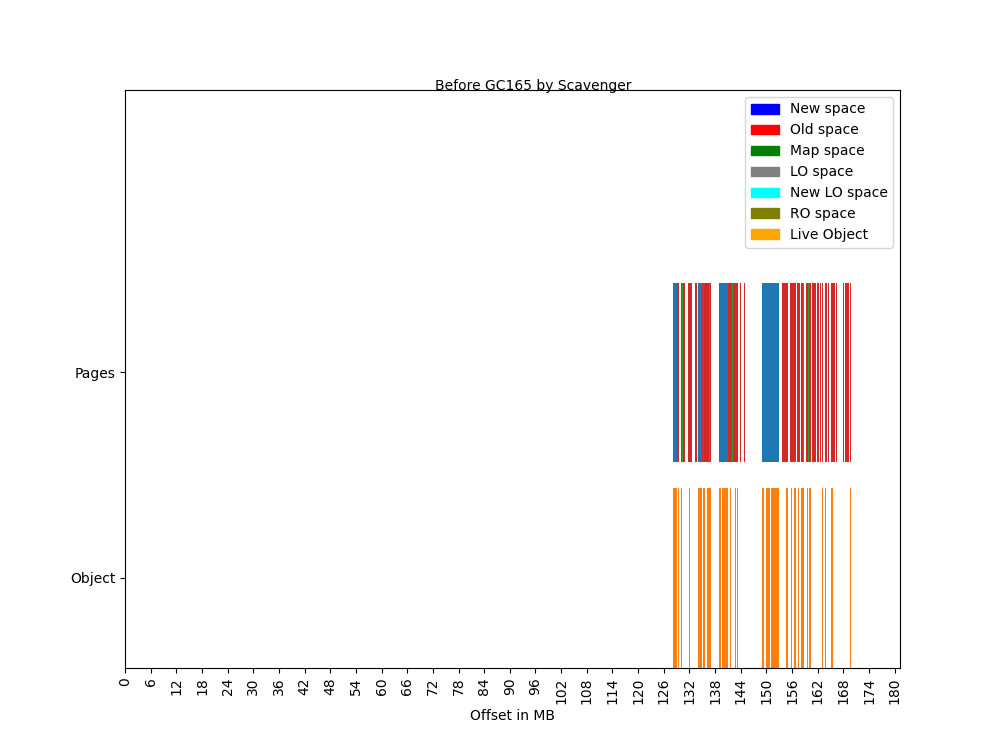 Before GC165 by Scavenger
New space
Old space
Map space
LO space
New LO space
RO space
Live Object
Pages
Object
0 6 12 18 24 30 36 42 48 54 60 66 72 78 84 90 96 102 108 114 120 126 132 138 144 150 156 162 168 174 180
Offset in MB